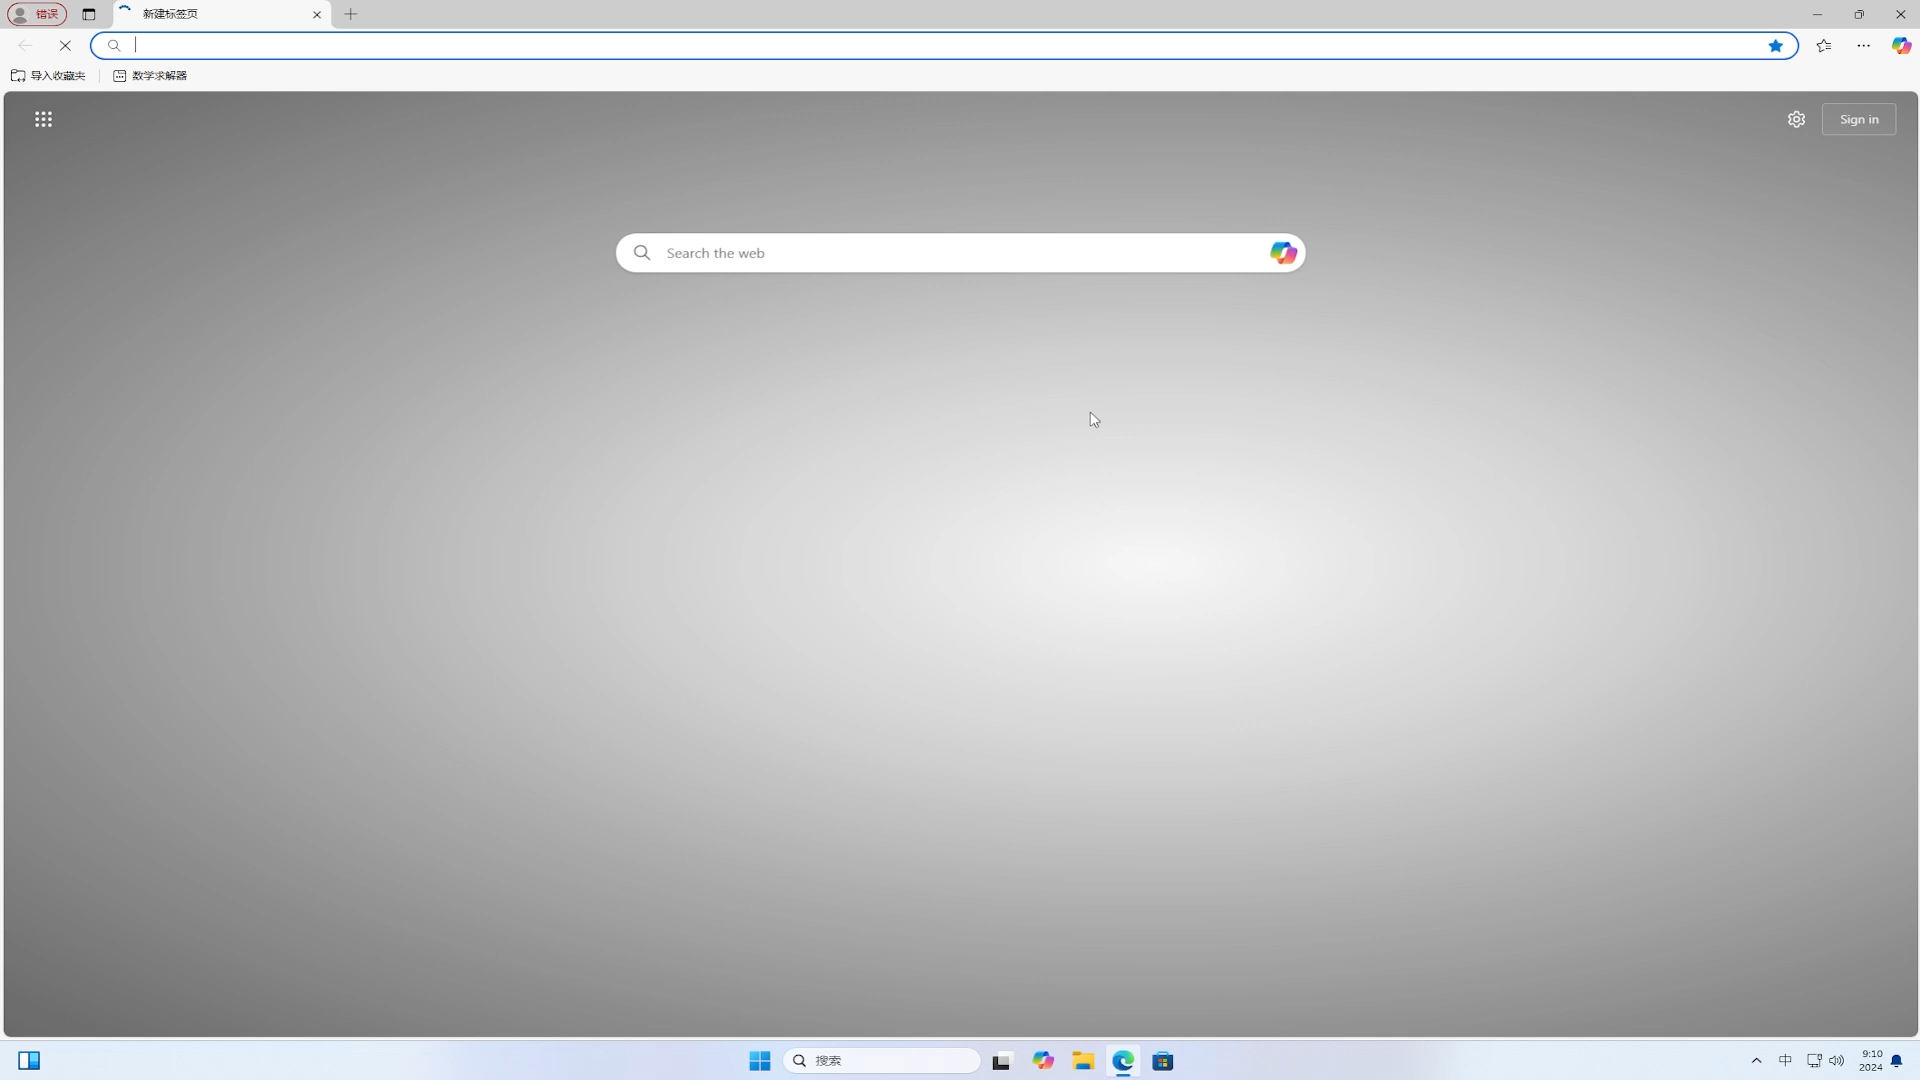 错误
新建标签页
导入收藏夹
数学求解器
Sign in
Search the web
搜索
中
9:10
2024